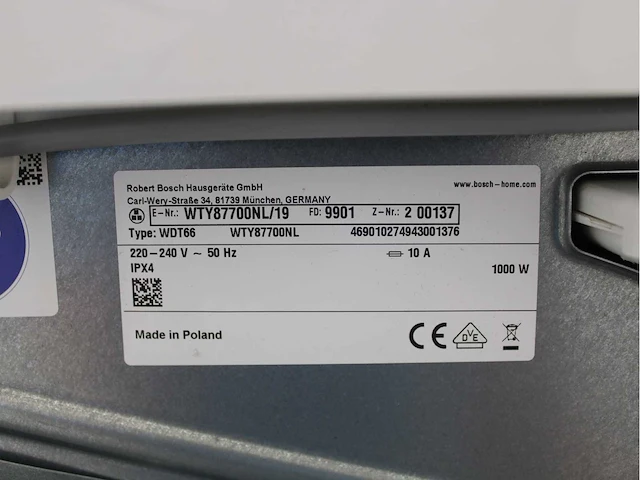 Robert Bosch Hausgeräte GmbH www.bosch-home.com
Carl-Wery-Straße 34, 81739 München, GERMANY
E-Nr.: WTY87700NL/19 FD: 9901 Z-Nr.: 2 00137
Type: WDT66 WTY87700NL 469010274943001376
220-240 V ~ 50 Hz 10 A
IPX4 1000 W
Made in Poland CE DVE